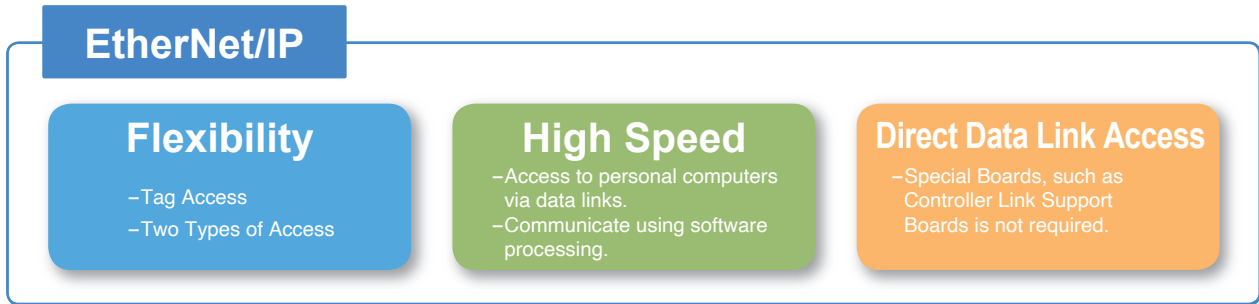 EtherNet/IP
Flexibility
–Tag Access
–Two Types of Access
High Speed
–Access to personal computers
via data links.
–Communicate using software
processing.
Direct Data Link Access
–Special Boards, such as
Controller Link Support
Boards is not required.